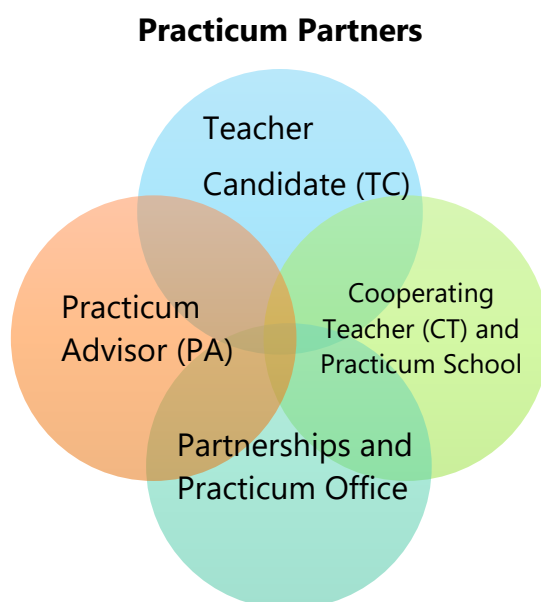 Practicum Partners
Teacher
Candidate (TC)
Practicum
Advisor (PA)
Cooperating
Teacher (CT) and
Practicum School
Partnerships and
Practicum Office